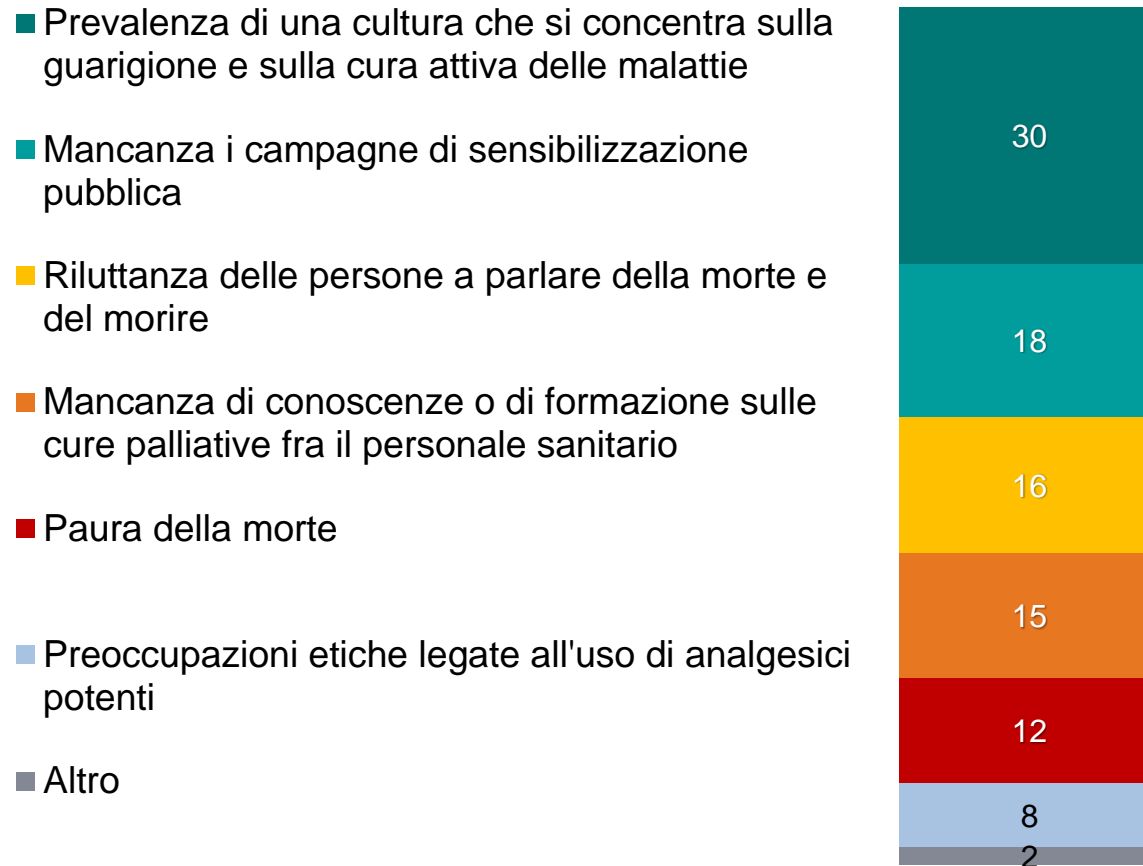 Prevalenza di una cultura che si concentra sulla
guarigione e sulla cura attiva delle malattie
Mancanza i campagne di sensibilizzazione
pubblica
Riluttanza delle persone a parlare della morte e
del morire
Mancanza di conoscenze o di formazione sulle
cure palliative fra il personale sanitario
Paura della morte
Preoccupazioni etiche legate all'uso di analgesici
potenti
Altro
30
18
16
15
12
8
2